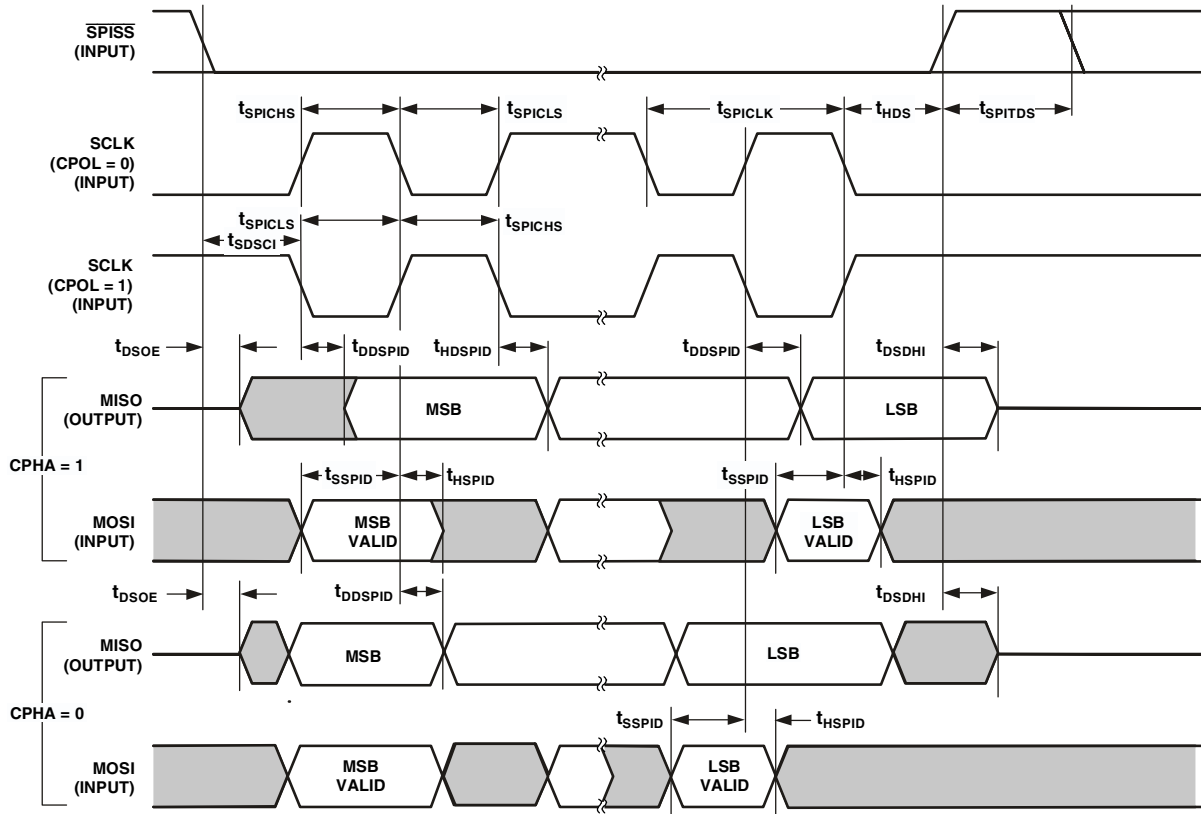 SPISS
(INPUT)
tSPICHS
tSPICLS
tSPICLK
tHDS
tSPITDS
SCLK
(CPOL = 0)
(INPUT)
tSPICLS
tSPICHS
tSDSCI
SCLK
(CPOL = 1)
(INPUT)
tDSOE
tDDSPID
tHDSPID
tDDSPID
tDSDHI
MISO
(OUTPUT)
MSB
LSB
CPHA = 1
tSSPID
tHSPID
tSSPID
tHSPID
MOSI
(INPUT)
MSB
VALID
LSB
VALID
tDSOE
tDDSPID
tDSDHI
MISO
(OUTPUT)
MSB
LSB
CPHA = 0
tSSPID
tHSPID
MOSI
(INPUT)
MSB
VALID
LSB
VALID